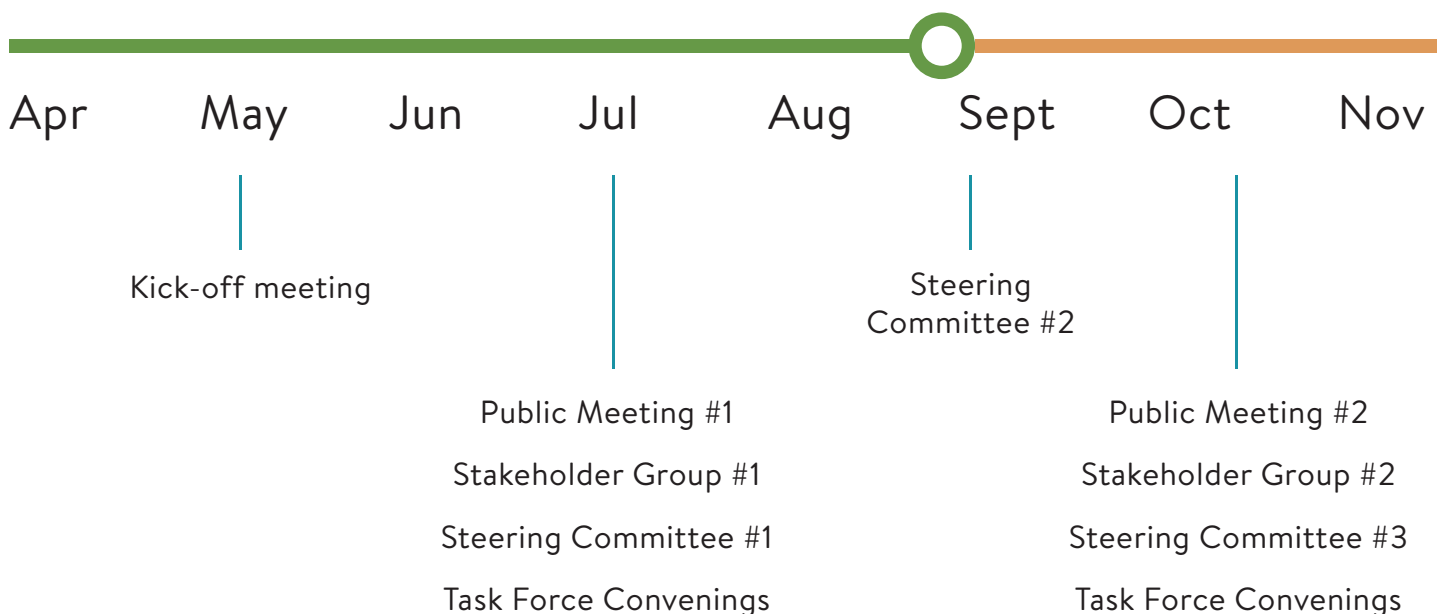 Apr May Jun Jul Aug Sept Oct Nov
Kick-off meeting
Steering
Committee #2
Public Meeting #1
Stakeholder Group #1
Steering Committee #1
Task Force Convenings
Public Meeting #2
Stakeholder Group #2
Steering Committee #3
Task Force Convenings